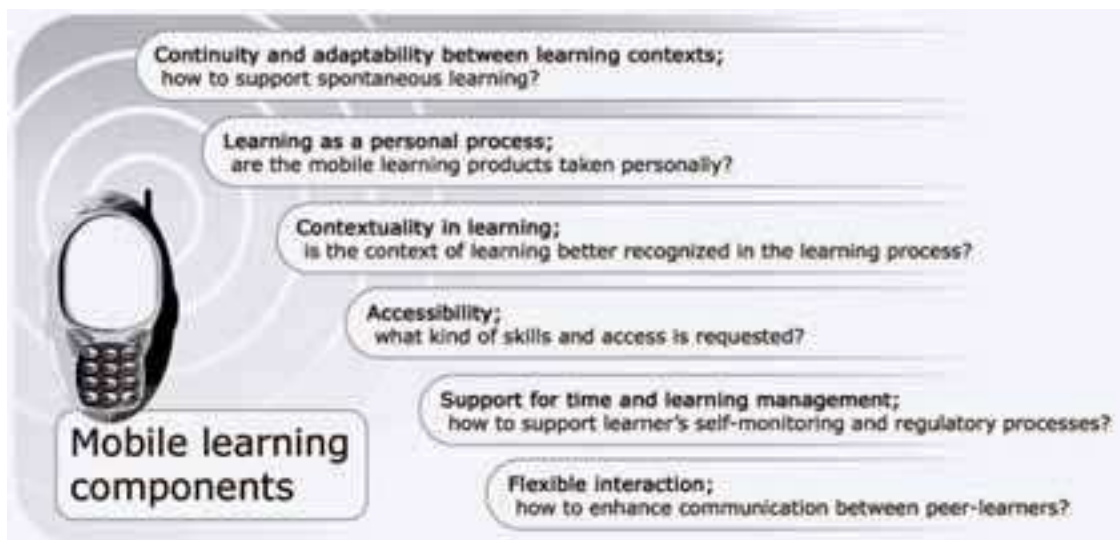 Continuity and adaptability between learning contexts;
how to support spontaneous learning?
Learning as a personal process;
are the mobile learning products taken personally?
Contextuality in learning;
is the context of learning better recognized in the learning process?
Accessibility;
what kind of skills and access is requested?
Support for time and learning management;
how to support learner's self-monitoring and regulatory processes?
Flexible interaction;
how to enhance communication between peer-learners?
Mobile learning
components